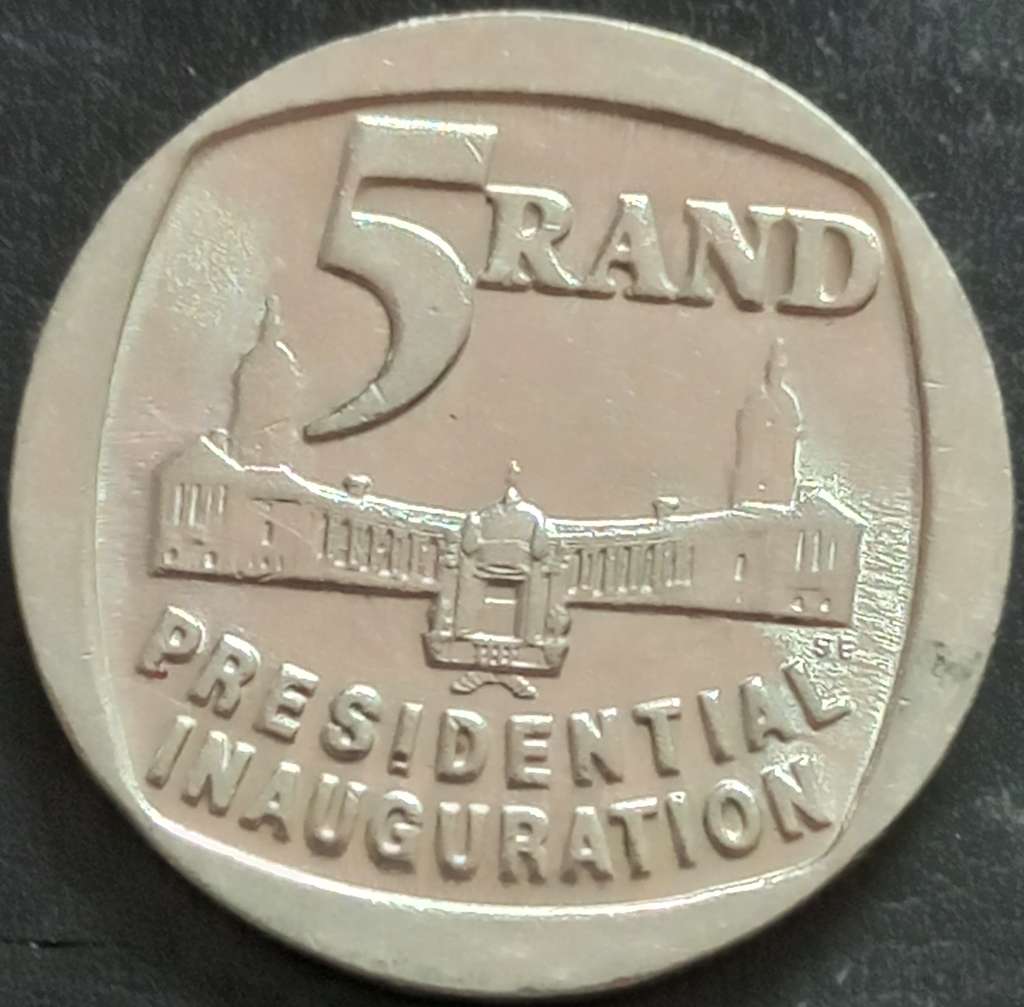 5 RAND
SE
PRESIDENTIAL
INAUGURATION